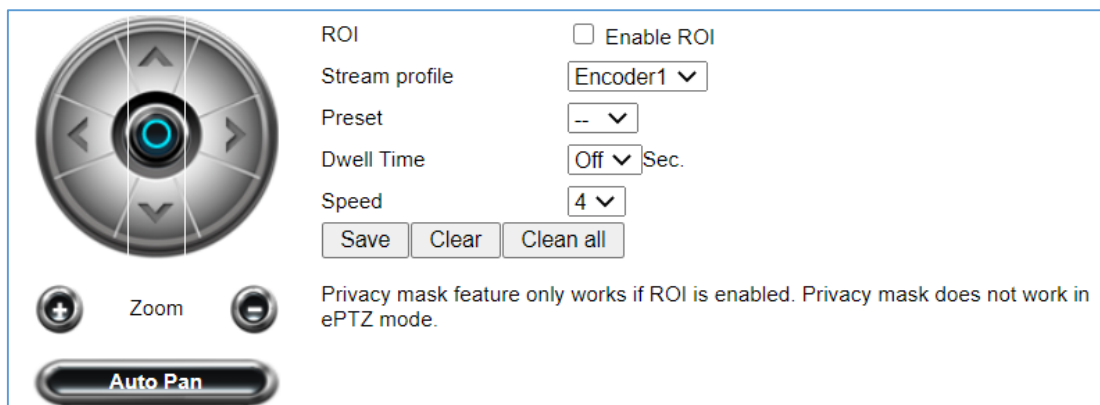 ROI Enable ROI
Stream profile Encoder1
Preset --
Dwell Time Off Sec.
Speed 4
Save Clear Clean all
Zoom
Privacy mask feature only works if ROI is enabled. Privacy mask does not work in
ePTZ mode.
Auto Pan